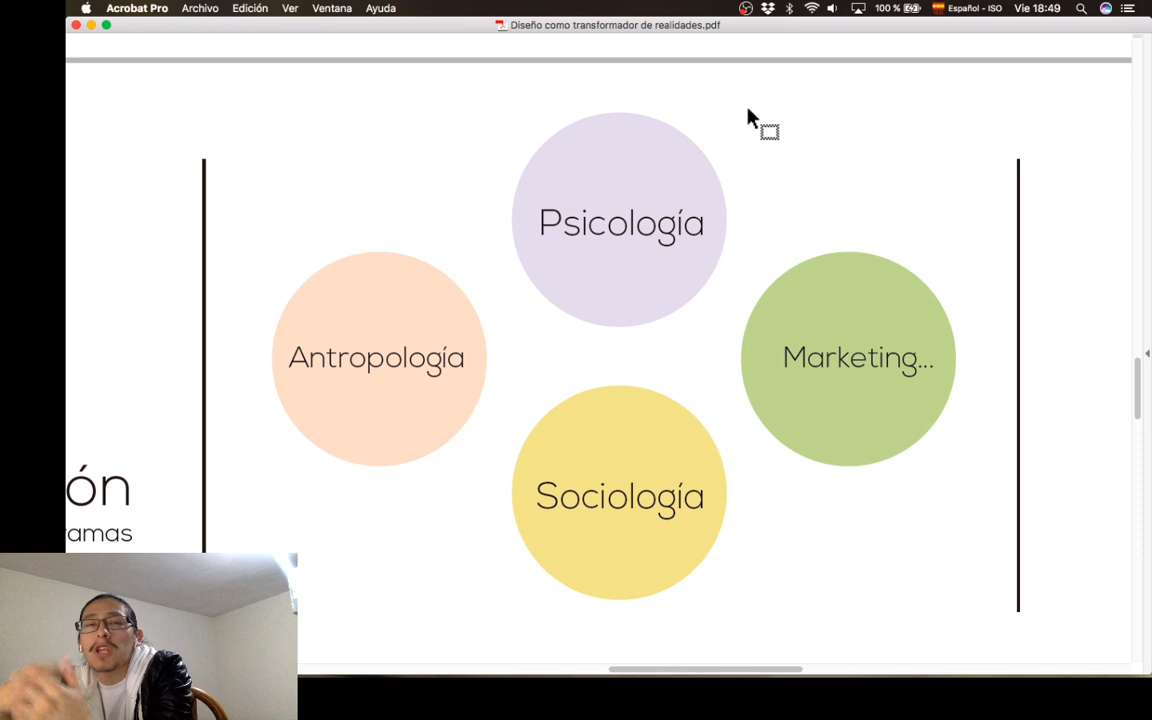 Acrobat Pro Archivo Edición Ver Ventana Ayuda 100 % Español - ISO Vie 18:49
Diseño como transformador de realidades.pdf
Psicología
Antropología
Marketing...
Sociología
ón
ramas